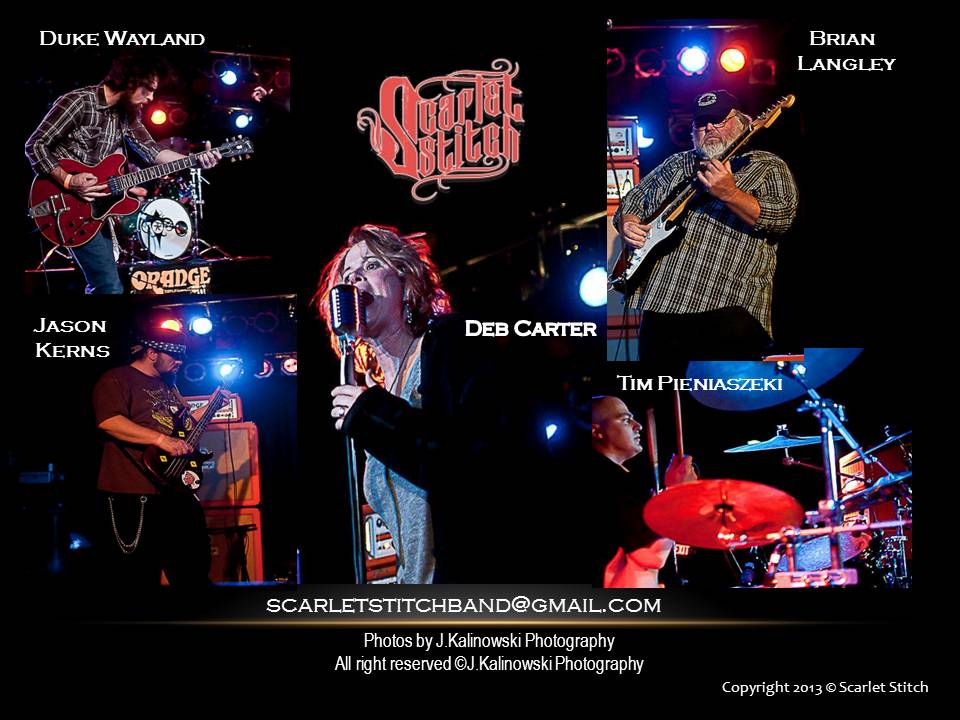 Duke Wayland
Brian
Langley
Scarlet
Stitch
ORANGE
Jason
Kerns
Deb Carter
Tim Pieniaszeki
scarletstitchband@gmail.com
Photos by J.Kalinowski Photography
All right reserved ©J.Kalinowski Photography
Copyright 2013 © Scarlet Stitch